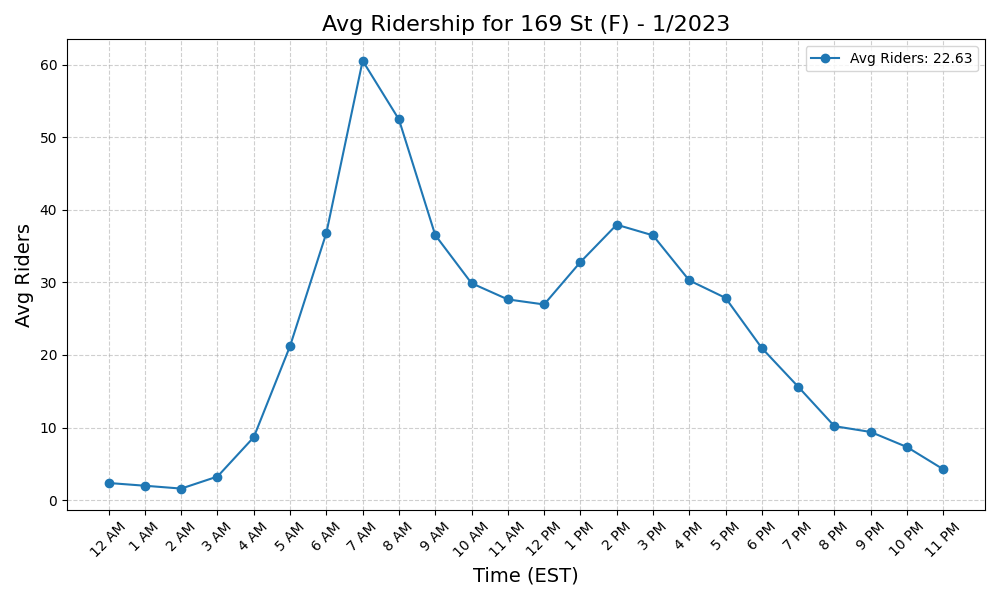 Avg Ridership for 169 St (F) - 1/2023
Avg Riders: 22.63
Avg Riders
60
50
40
30
20
10
0
12 AM
1 AM
2 AM
3 AM
4 AM
5 AM
6 AM
7 AM
8 AM
9 AM
10 AM
11 AM
12 PM
1 PM
2 PM
3 PM
4 PM
5 PM
6 PM
7 PM
8 PM
9 PM
10 PM
11 PM
Time (EST)